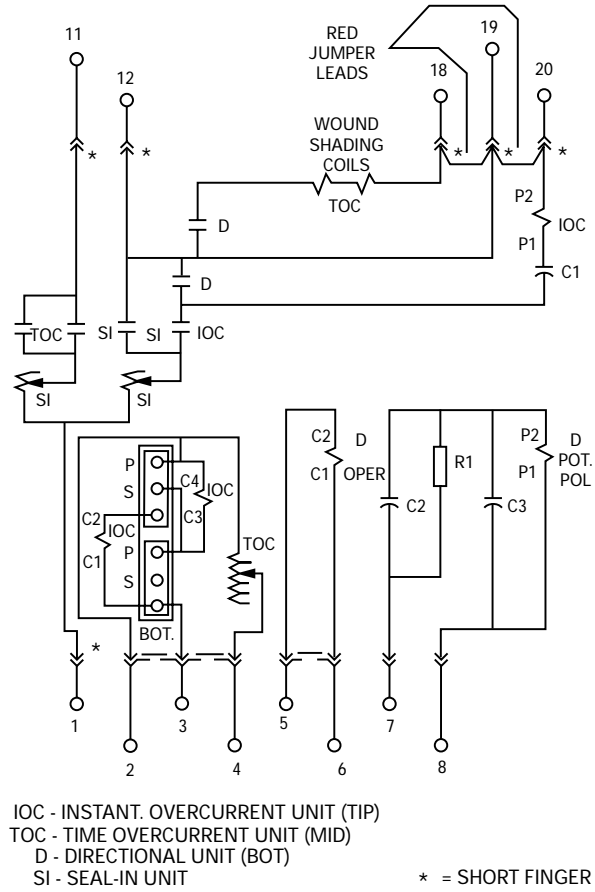 11
12
RED
JUMPER
LEADS
18
19
20
*
*
*
*
*
WOUND
SHADING
COILS
TOC
P2
IOC
P1
C1
D
D
TOC
SI
SI
IOC
SI
SI
P
S
C4
IOC
C3
C2
IOC
C1
P
S
BOT.
TOC
C2
D
C1
OPER
C2
R1
C3
P2
D
P1
POT.
POL
*
1
2
3
4
5
6
7
8
IOC - INSTANT. OVERCURRENT UNIT (TIP)
TOC - TIME OVERCURRENT UNIT (MID)
D - DIRECTIONAL UNIT (BOT)
SI - SEAL-IN UNIT
* = SHORT FINGER